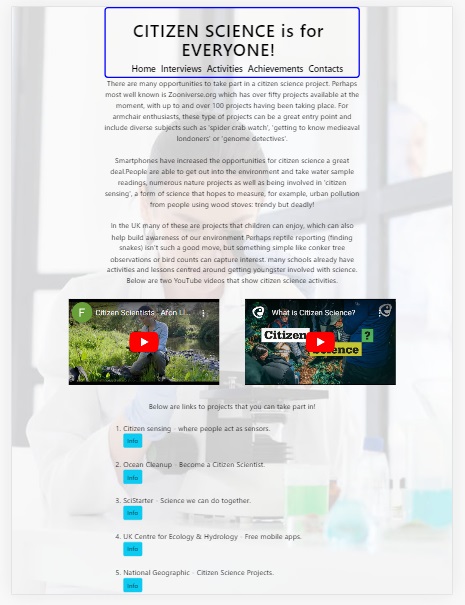 CITIZEN SCIENCE is for
EVERYONE!
Home Interviews Activities Achievements Contacts
There are many opportunities to take part in a citizen science project. Perhaps
most well known is Zooniverse.org which has over fifty projects available at the
moment, with up to and over 100 projects having been taking place. For
armchair enthusiasts, these type of projects can be a great entry point and
include diverse subjects such as 'spider crab watch', 'getting to know medieaval
londoners' or 'genome detectives'.
Smartphones have increased the opportunities for citizen science a great
deal.People are able to get out into the environment and take water sample
readings, numerous nature projects as well as being involved in 'citizen
sensing', a form of science that hopes to measure, for example, urban pollution
from people using wood stoves: trendy but deadly!
In the UK many of these are projects that children can enjoy, which can also
help build awareness of our environment Perhaps reptile reporting (finding
snakes) isn't such a good move, but something simple like conker tree
observations or bird counts can capture interest. many schools already have
activities and lessons centred around getting youngster involved with science.
Below are two YouTube videos that show citizen science activities.
F Citizen Scientists - Afon Ll...
What is Citizen Science?
Citizen ?
Science
Below are links to projects that you can take part in!
1. Citizen sensing - where people act as sensors.
Info
2. Ocean Cleanup - Become a Citizen Scientist.
Info
3. SciStarter - Science we can do together.
Info
4. UK Centre for Ecology & Hydrology - Free mobile apps.
Info
5. National Geographic - Citizen Science Projects.
Info